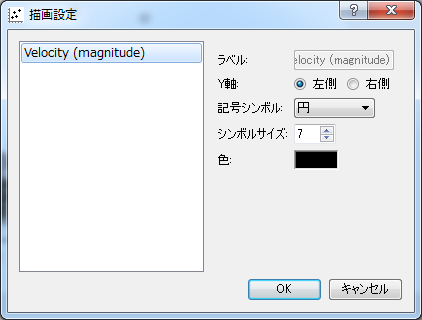 描画設定
Velocity (magnitude)
ラベル: elocity (magnitude)
Y軸: 左側 右側
記号シンボル: 円
シンボルサイズ: 7
色:
OK キャンセル